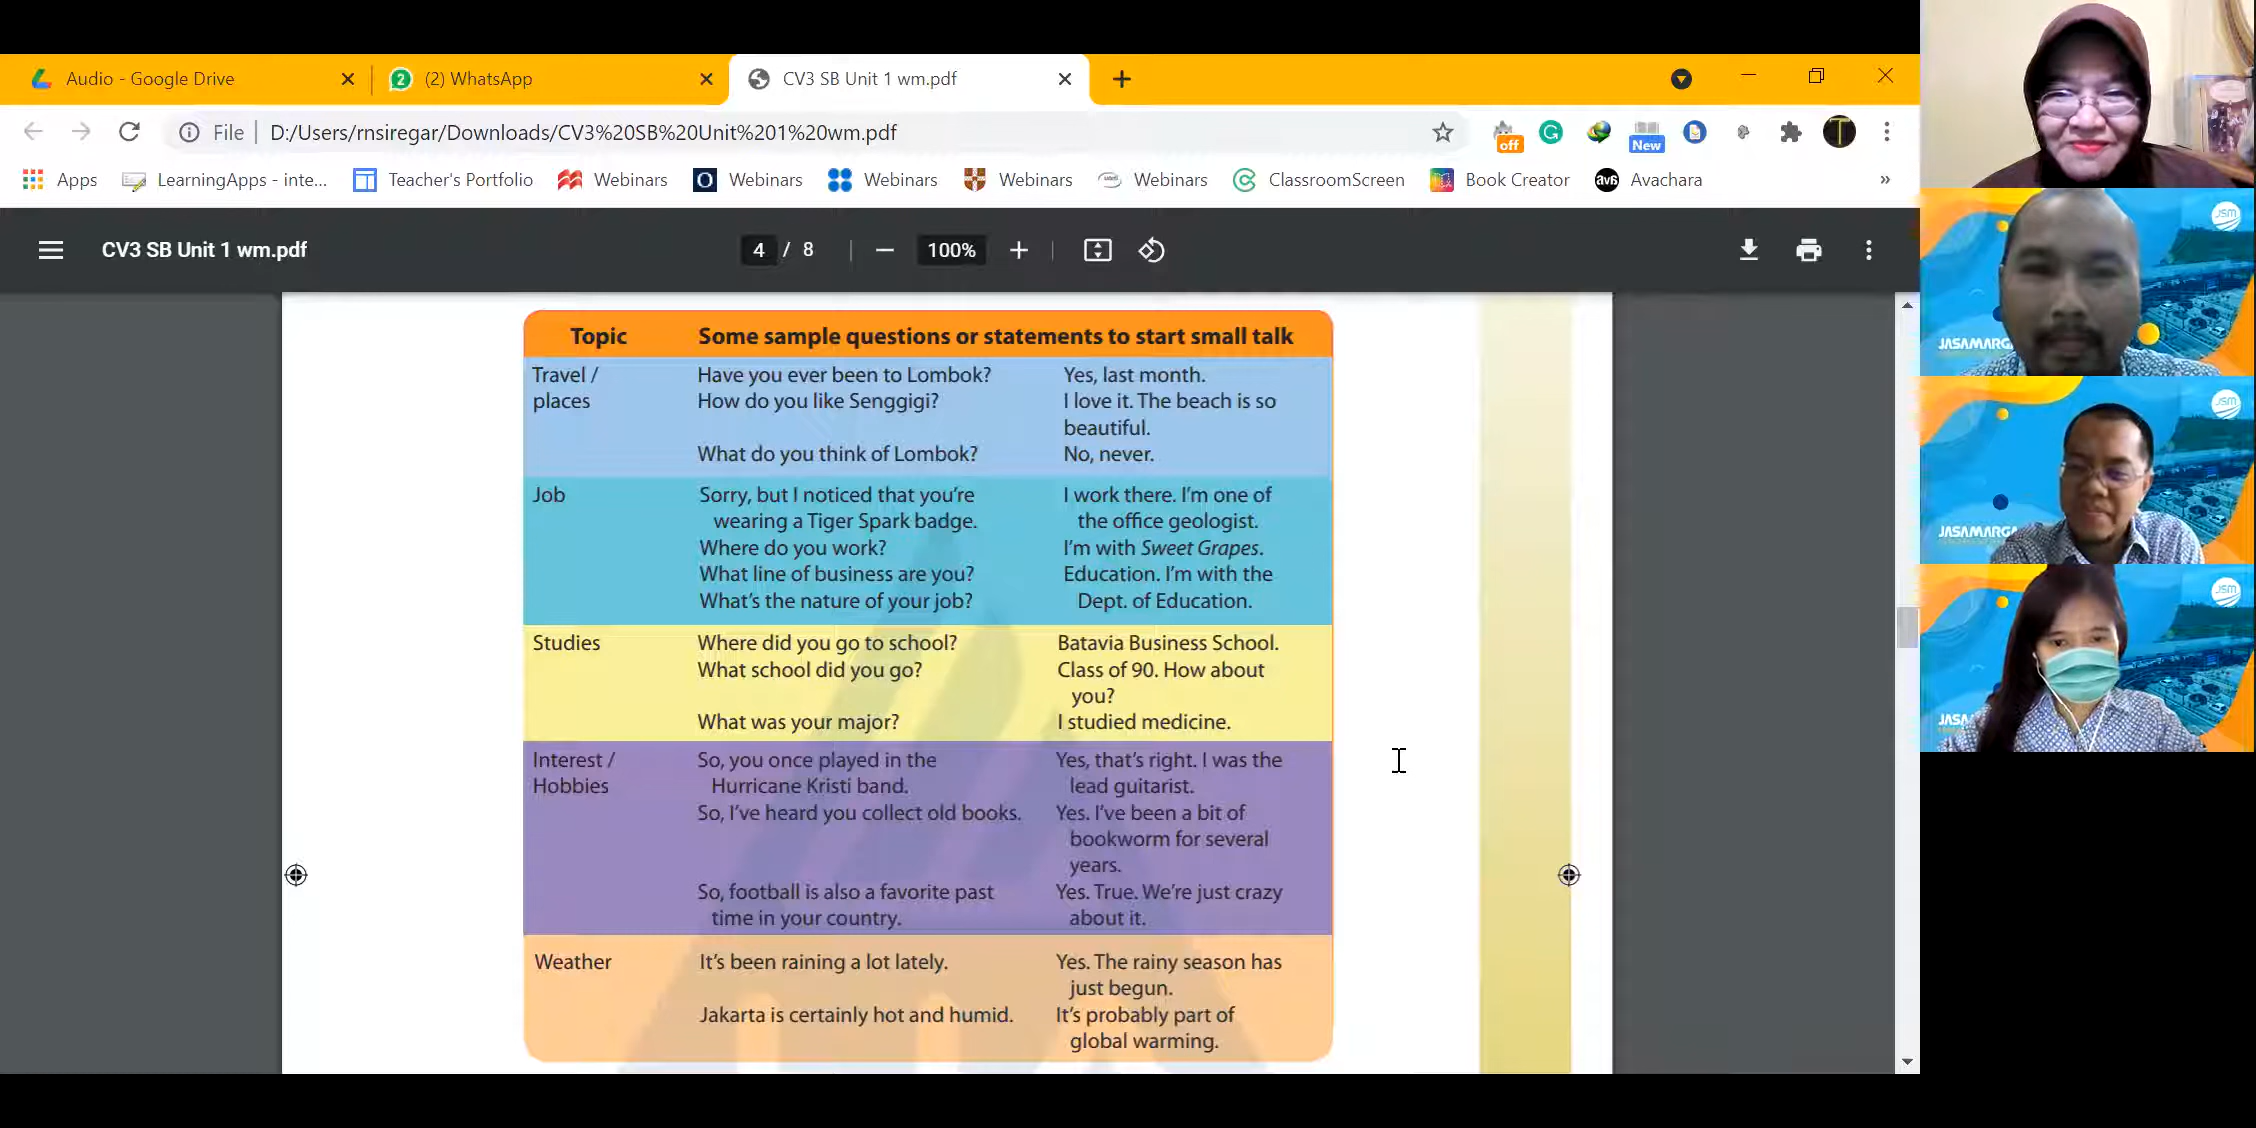 Audio - Google Drive
(2) WhatsApp
CV3 SB Unit 1 wm.pdf
File
D:/Users/rnsiregar/Downloads/CV3%20SB%20Unit%201%20wm.pdf
off
New
T
Apps
LearningApps - inte...
Teacher's Portfolio
Webinars
Webinars
Webinars
Webinars
Webinars
ClassroomScreen
Book Creator
Avachara
»
CV3 SB Unit 1 wm.pdf
4 / 8
100%
Topic
Some sample questions or statements to start small talk
Travel /
places
Have you ever been to Lombok?
Yes, last month.
How do you like Senggigi?
I love it. The beach is so
beautiful.
What do you think of Lombok?
No, never.
Job
Sorry, but I noticed that you're
wearing a Tiger Spark badge.
I work there. I'm one of
the office geologist.
Where do you work?
I'm with Sweet Grapes.
What line of business are you?
What's the nature of your job?
Education. I'm with the
Dept. of Education.
Studies
Where did you go to school?
Batavia Business School.
What school did you go?
Class of 90. How about
you?
What was your major?
I studied medicine.
Interest /
Hobbies
So, you once played in the
Hurricane Kristi band.
Yes, that's right. I was the
lead guitarist.
So, I've heard you collect old books.
Yes. I've been a bit of
bookworm for several
years.
So, football is also a favorite past
time in your country.
Yes. True. We're just crazy
about it.
Weather
It's been raining a lot lately.
Yes. The rainy season has
just begun.
Jakarta is certainly hot and humid.
It's probably part of
global warming.
JSM
JASAMARGA
JSM
JASAMARGA
JSM
JASA